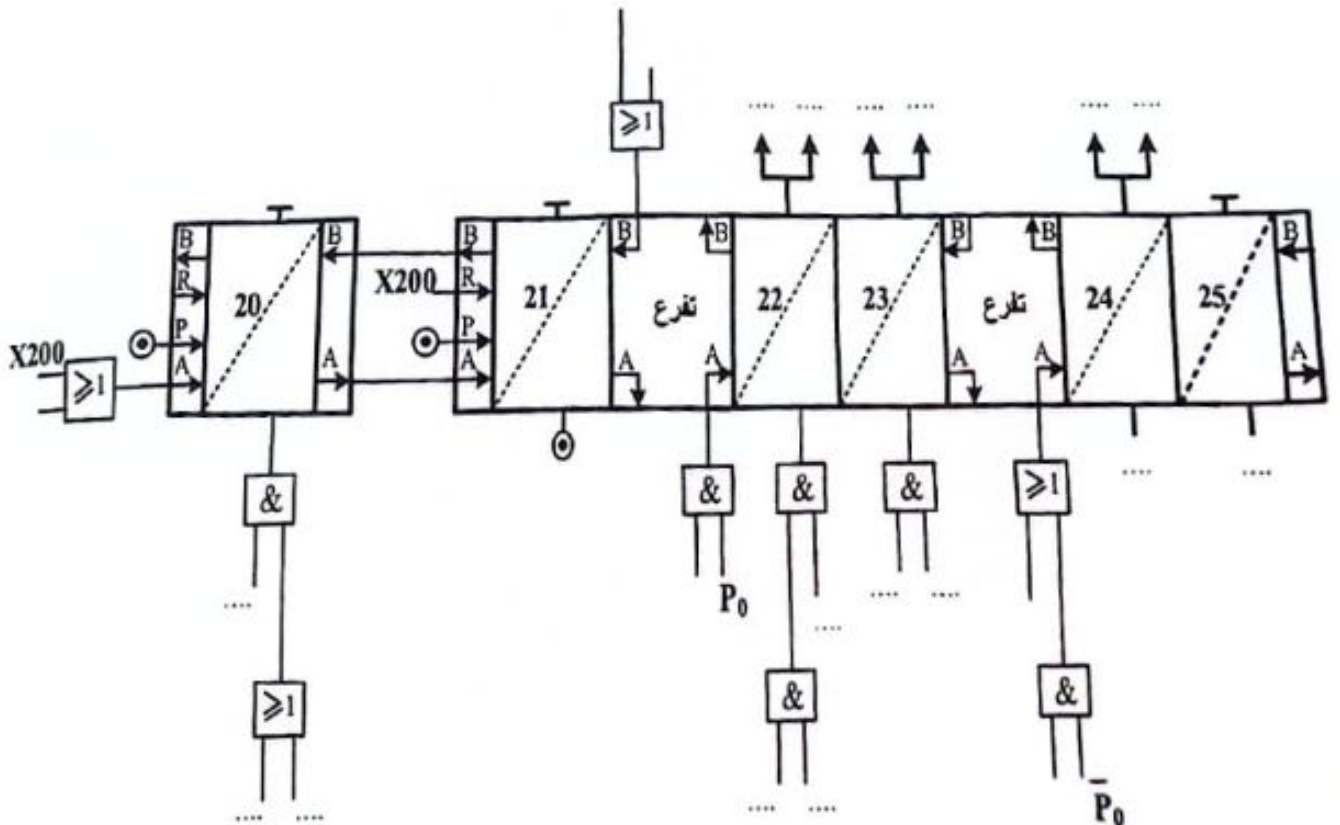 ≥1
.... .... .... .... .... ....
B B B B B B B B
R X200 R
20 21 تفرع 22 23 تفرع 24 25
P P
X200 A A A A A A A A
≥1
& & & & ≥1
.... P₀ .... .... .... .... ....
≥1 & &
.... .... .... .... P̄₀